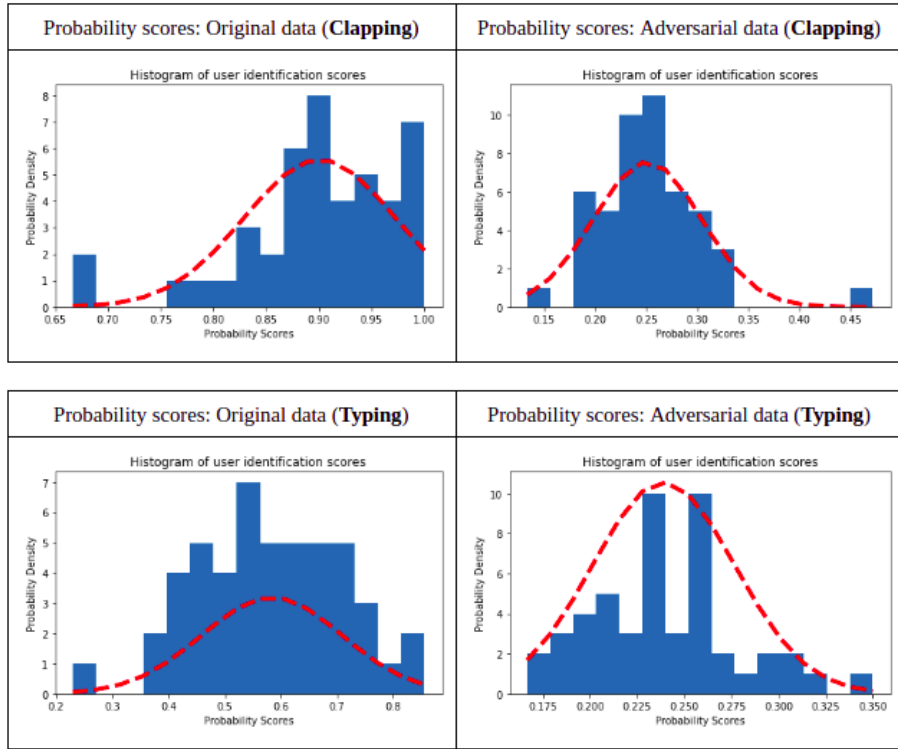 Probability scores: Original data (Clapping)
Probability scores: Adversarial data (Clapping)
Histogram of user identification scores
8
7
6
5
4
3
2
1
0
Probability Density
0.65 0.70 0.75 0.80 0.85 0.90 0.95 1.00
Probability Scores
Histogram of user identification scores
10
8
6
4
2
0
Probability Density
0.15 0.20 0.25 0.30 0.35 0.40 0.45
Probability Scores
Probability scores: Original data (Typing)
Probability scores: Adversarial data (Typing)
Histogram of user identification scores
7
6
5
4
3
2
1
0
Probability Density
0.2 0.3 0.4 0.5 0.6 0.7 0.8
Probability Scores
Histogram of user identification scores
10
8
6
4
2
0
Probability Density
0.175 0.200 0.225 0.250 0.275 0.300 0.325 0.350
Probability Scores